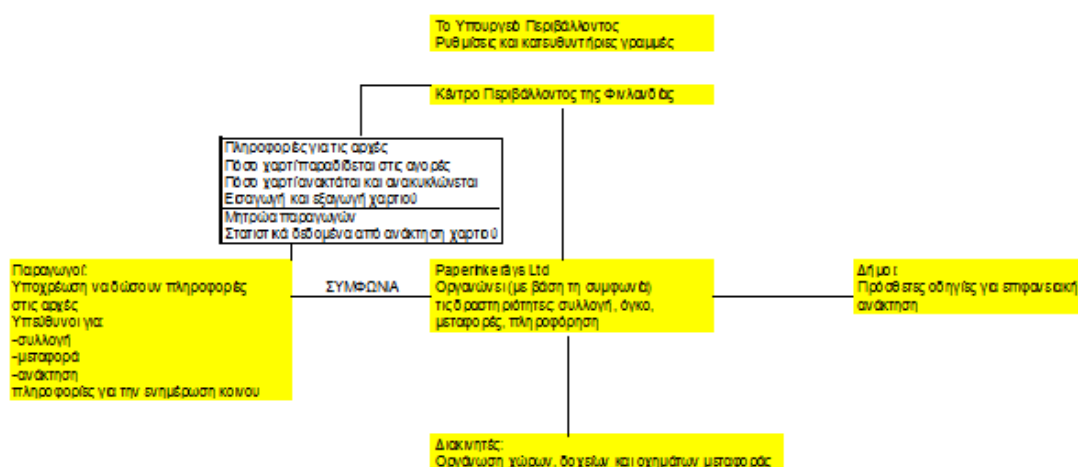 Το Υπουργείο Περιβάλλοντος
Ρυθμίσεις και κατευθυντήριες γραμμές
Κέντρο Περιβάλλοντος της Φινλανδίας
Πληροφορίες για τις αρχές
Πόσο χαρτί παραδίδεται στις αγορές
Πόσο χαρτί ανακτάται και ανακυκλώνεται
Εισαγωγή και εξαγωγή χαρτιού
Μητρώα παραγωγών
Στατιστικά δεδομένα από ανάκτηση χαρτιού
Παραγωγοί:
Υποχρέωση να δώσουν πληροφορίες
στις αρχές
Υπεύθυνοι για:
-συλλογή
-μεταφορά
-ανάκτηση
πληροφορίες για την ενημέρωση κοινου
ΣΥΜΦΩΝΙΑ
Paperinkeräys Ltd
Οργανώνει (με βάση τη συμφωνία)
τις δραστηριότητες: συλλογή, όγκο,
μεταφορές, πληροφόρηση
Δήμοι:
Πρόσθετες οδηγίες για επιφανειακή
ανάκτηση
Διακινητές:
Οργάνωση χώρων, δοχείων και οχημάτων μεταφοράς